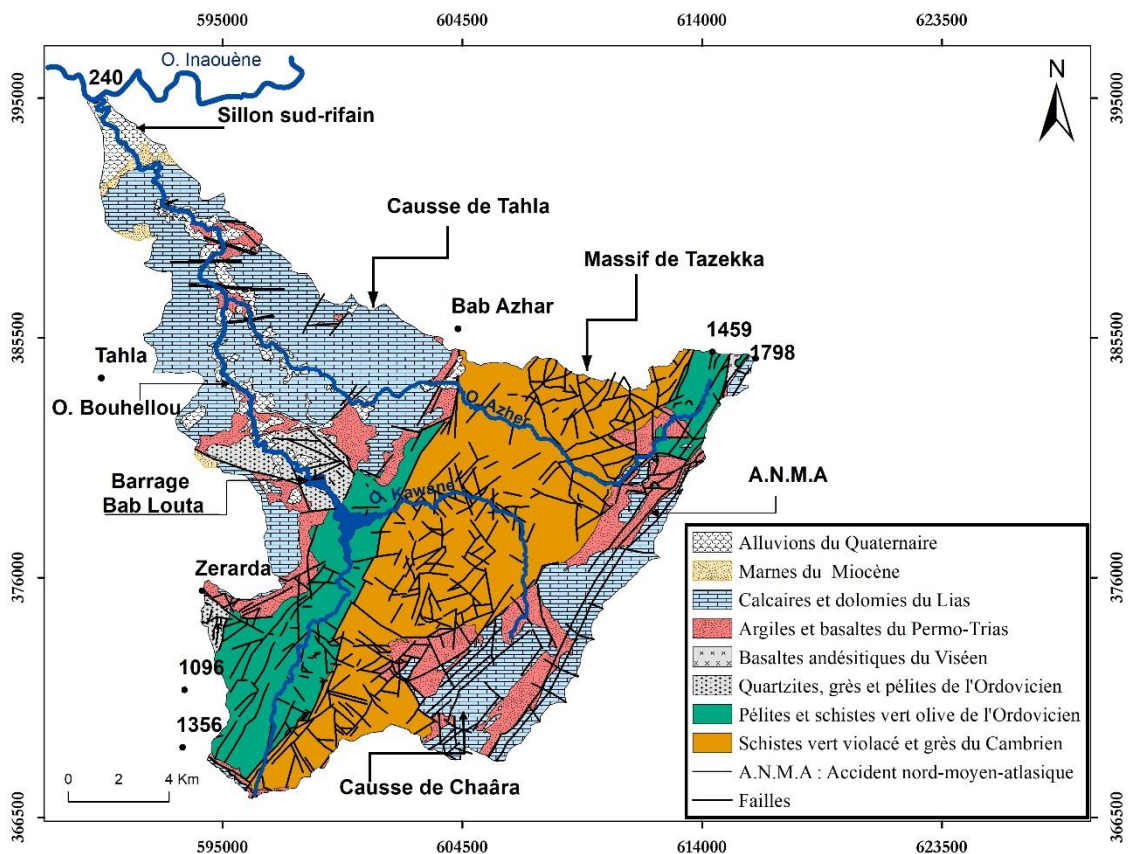 595000
604500
614000
623500
395000
385500
376000
366500
395000
385500
376000
366500
O. Inaouène
240
N
Sillon sud-rifain
Causse de Tahla
Massif de Tazekka
Bab Azhar
1459
1798
Tahla
O. Bouhellou
O. Azhar
Barrage
Bab Louta
O. Kawane
A.N.M.A
Zerarda
1096
1356
Causse de Chaâra
0 2 4 Km
Alluvions du Quaternaire
Marnes du Miocène
Calcaires et dolomies du Lias
Argiles et basaltes du Permo-Trias
Basaltes andésitiques du Viséen
Quartzites, grès et pélites de l'Ordovicien
Pélites et schistes vert olive de l'Ordovicien
Schistes vert violacé et grès du Cambrien
A.N.M.A : Accident nord-moyen-atlasique
Failles
595000
604500
614000
623500